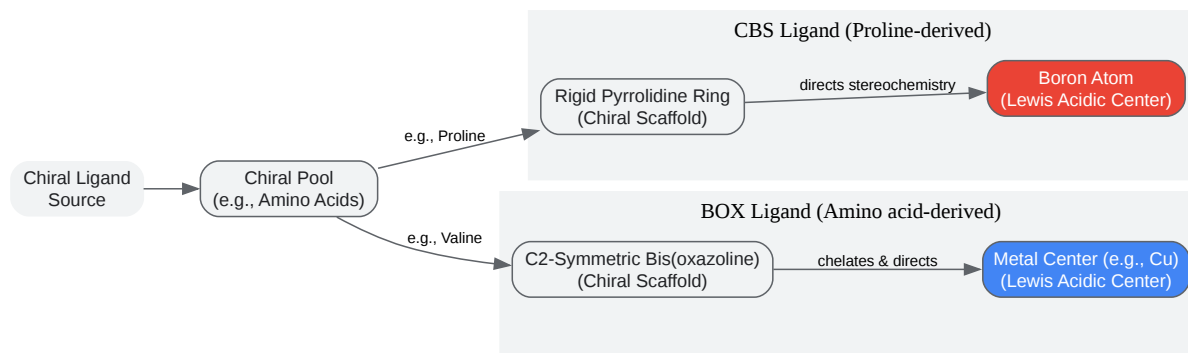 Chiral Ligand
Source
Chiral Pool
(e.g., Amino Acids)
e.g., Proline
e.g., Valine
CBS Ligand (Proline-derived)
Rigid Pyrrolidine Ring
(Chiral Scaffold)
directs stereochemistry
Boron Atom
(Lewis Acidic Center)
BOX Ligand (Amino acid-derived)
C2-Symmetric Bis(oxazoline)
(Chiral Scaffold)
chelates & directs
Metal Center (e.g., Cu)
(Lewis Acidic Center)